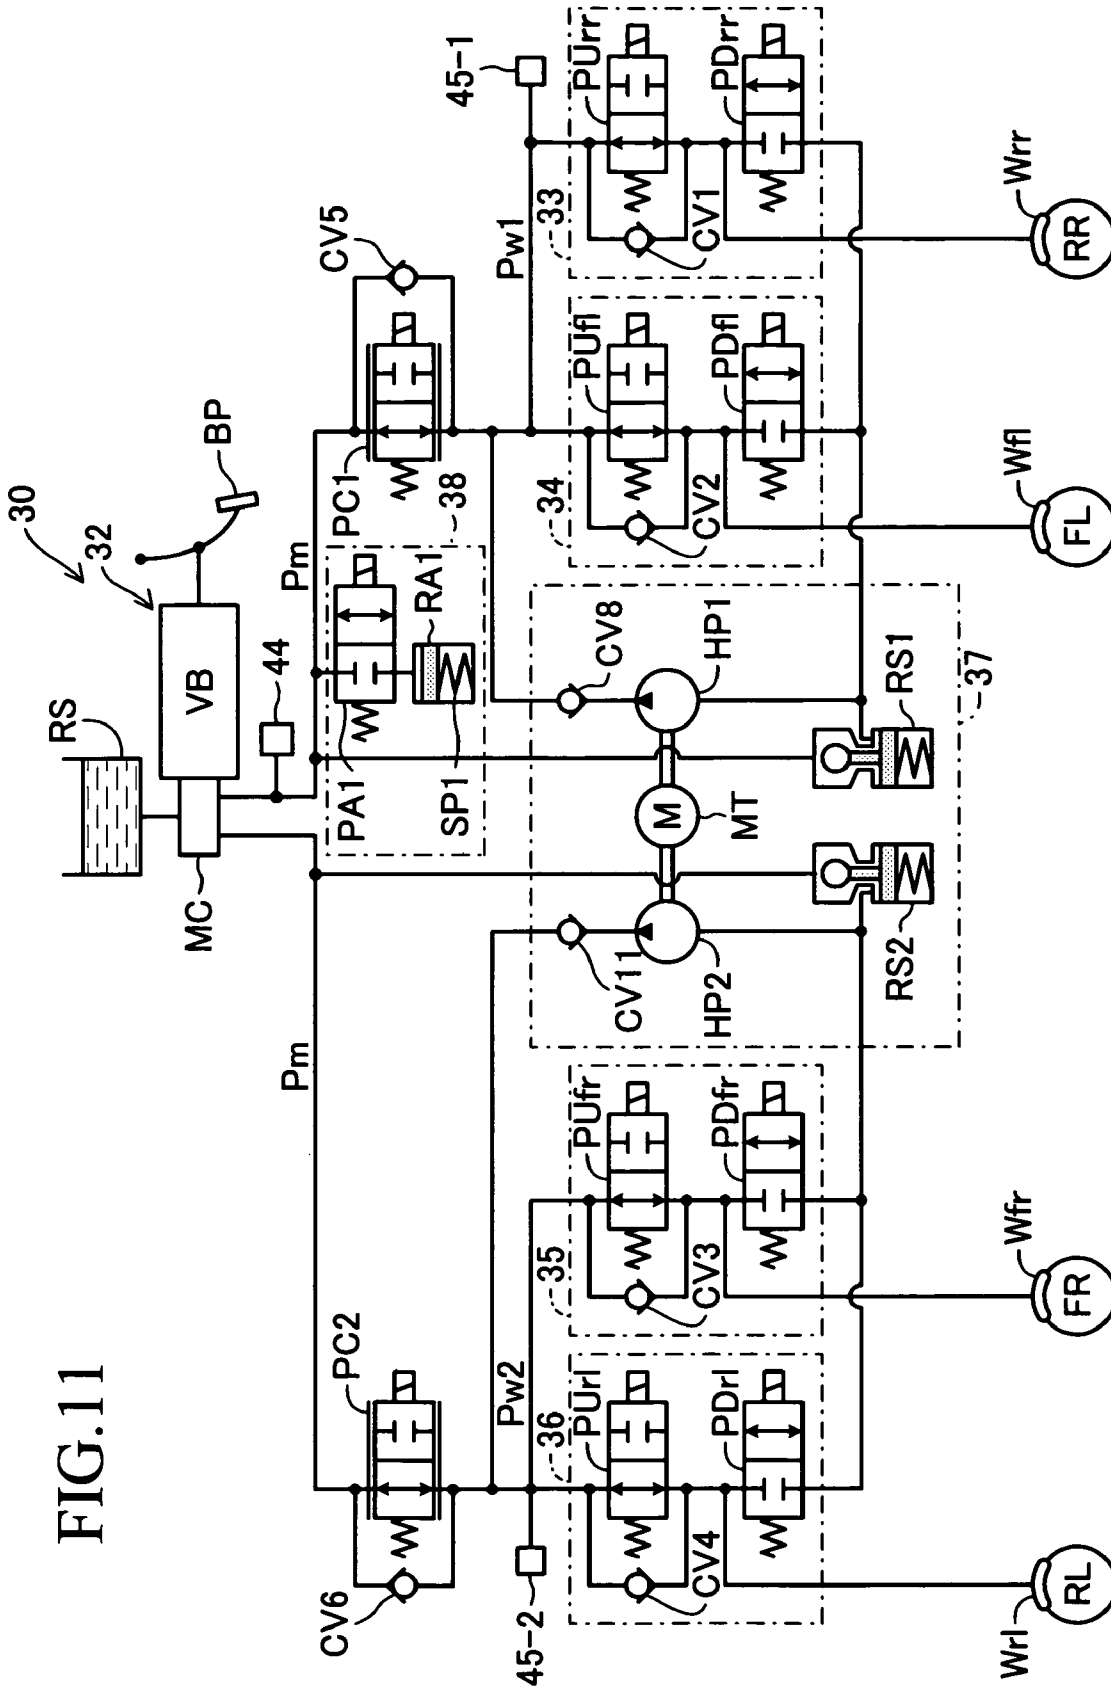 FIG.11
30
32
BP
RS
VB
44
MC
Pm
Pm
PC2
CV6
PC1
CV5
38
PA1
RA1
SP1
Pw2
45-2
Pw1
45-1
36
PUrl
PDrl
CV4
35
PUfr
PDfr
CV3
34
PUfl
PDfl
CV2
33
PUrr
PDrr
CV1
CV11
CV8
HP2
M
MT
HP1
RS2
RS1
37
Wrl
RL
Wfr
FR
Wfl
FL
Wrr
RR